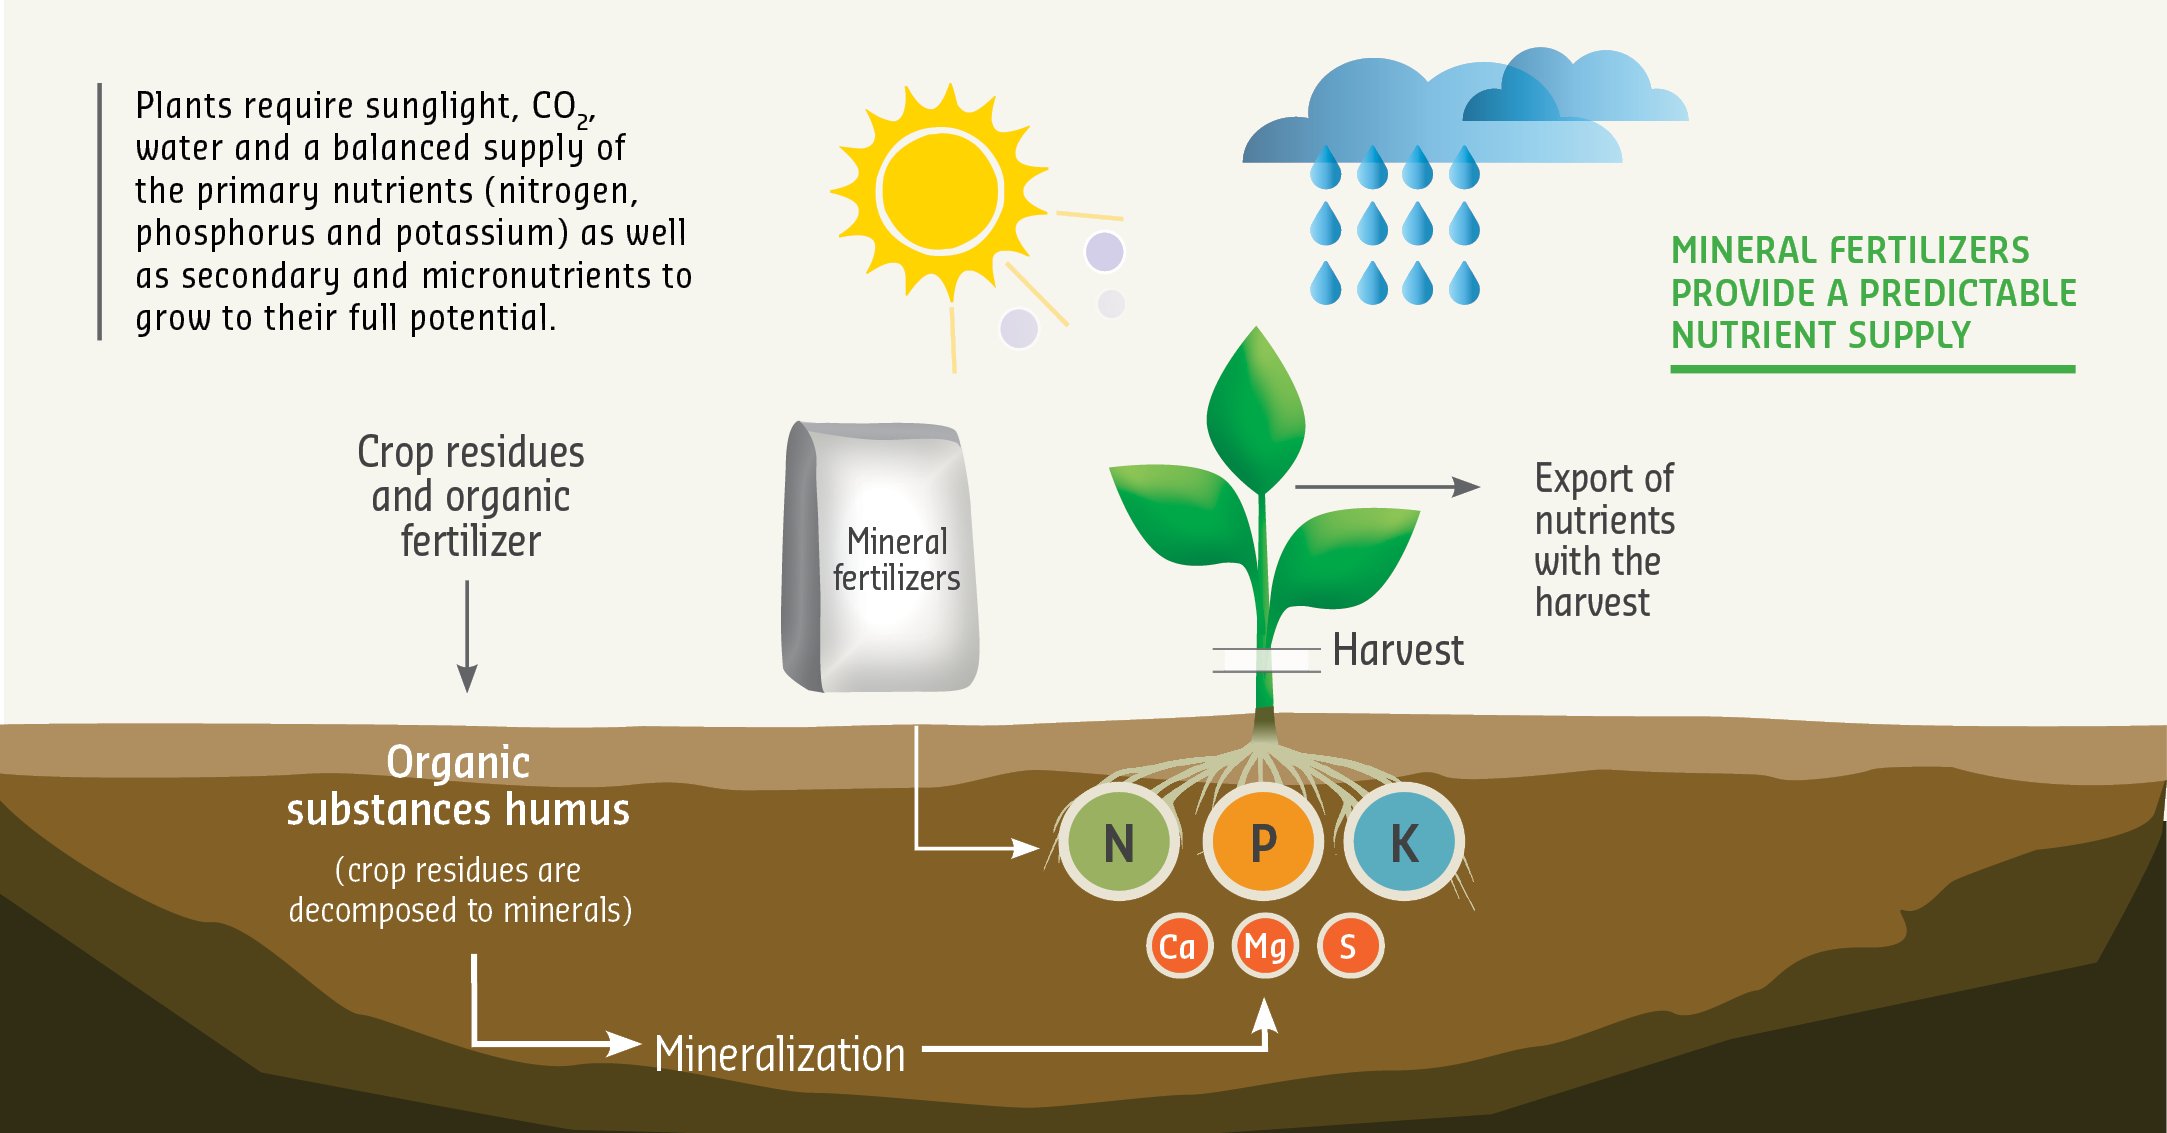 Plants require sunglight, CO₂,
water and a balanced supply of
the primary nutrients (nitrogen,
phosphorus and potassium) as well
as secondary and micronutrients to
grow to their full potential.
MINERAL FERTILIZERS
PROVIDE A PREDICTABLE
NUTRIENT SUPPLY
Crop residues
and organic
fertilizer
Mineral
fertilizers
Export of
nutrients
with the
harvest
Harvest
Organic
substances humus
(crop residues are
decomposed to minerals)
N P K
Ca Mg S
Mineralization